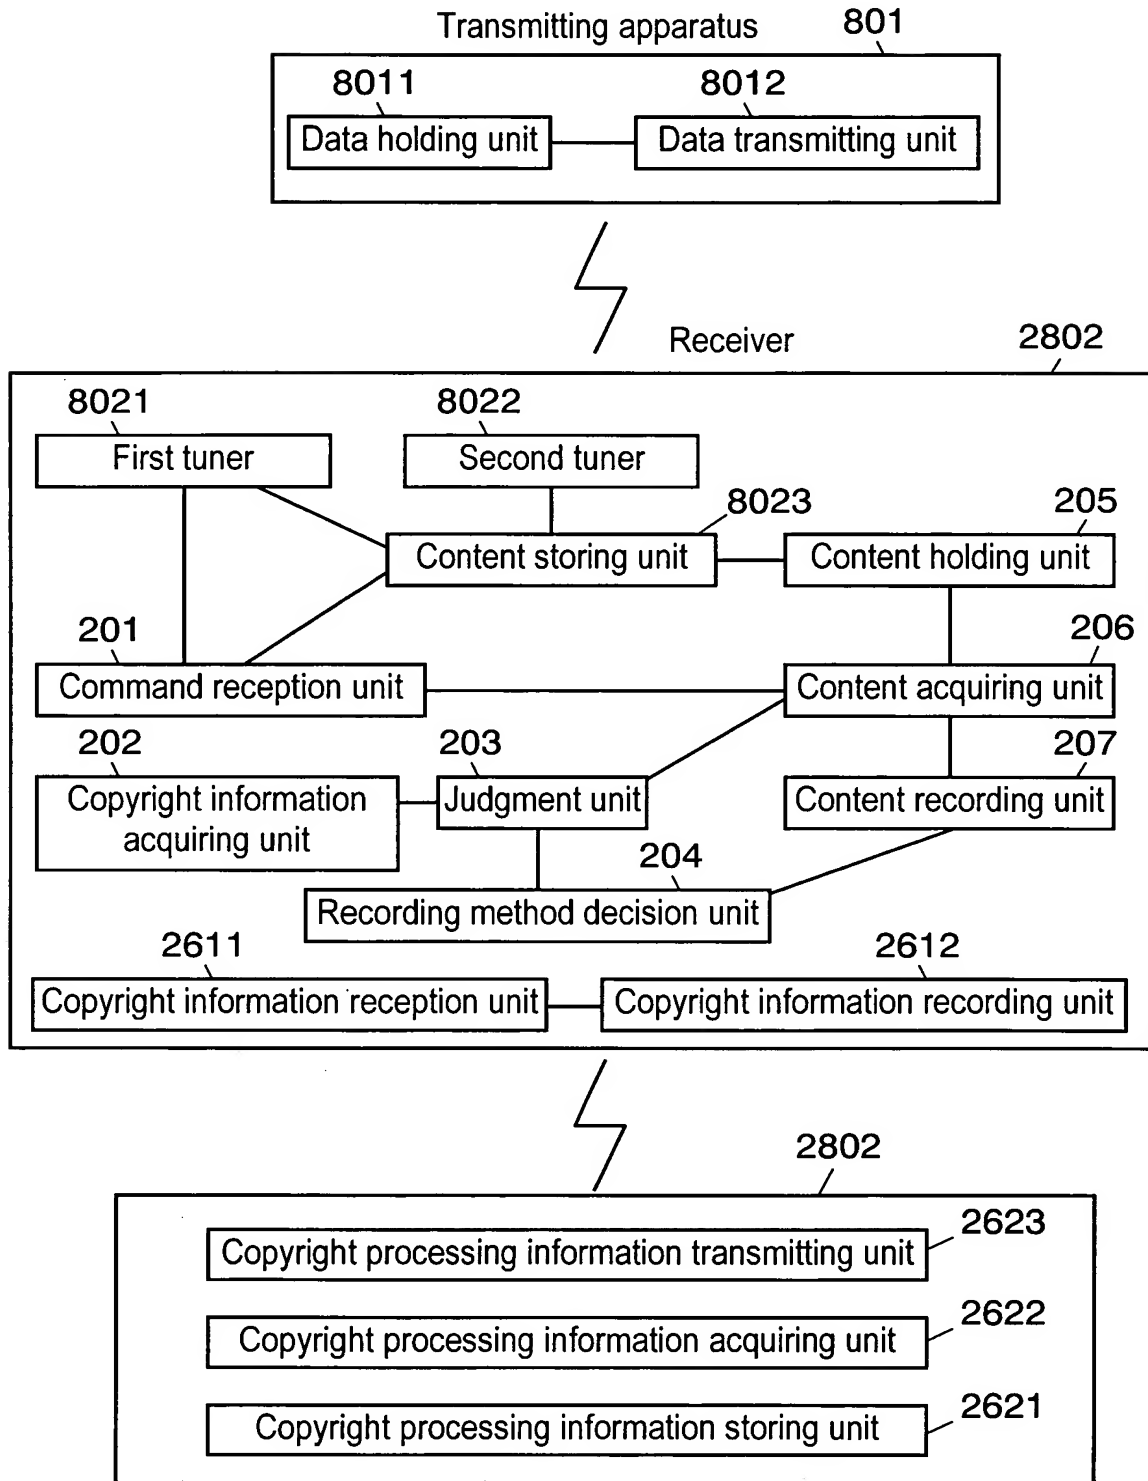 Transmitting apparatus 801
8011 8012
Data holding unit Data transmitting unit
Receiver 2802
8021 8022
First tuner Second tuner
8023 205
Content storing unit Content holding unit
201 206
Command reception unit Content acquiring unit
202 203 207
Copyright information
acquiring unit
Judgment unit Content recording unit
204
Recording method decision unit
2611 2612
Copyright information reception unit Copyright information recording unit
2802
Copyright processing information transmitting unit 2623
Copyright processing information acquiring unit 2622
Copyright processing information storing unit 2621